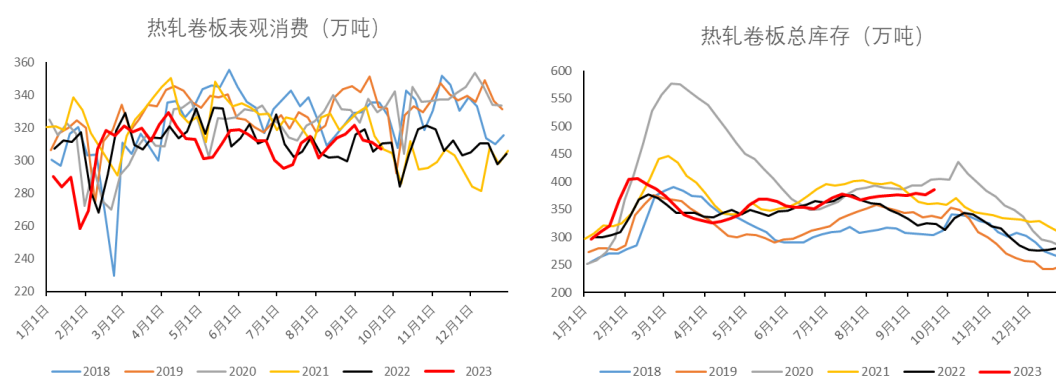 热轧卷板表观消费（万吨）
360
340
320
300
280
260
240
220
1月1日
2月1日
3月1日
4月1日
5月1日
6月1日
7月1日
8月1日
9月1日
10月1日
11月1日
12月1日
2018 2019 2020 2021 2022 2023
热轧卷板总库存（万吨）
600
550
500
450
400
350
300
250
200
1月1日
2月1日
3月1日
4月1日
5月1日
6月1日
7月1日
8月1日
9月1日
10月1日
11月1日
12月1日
2018 2019 2020 2021 2022 2023